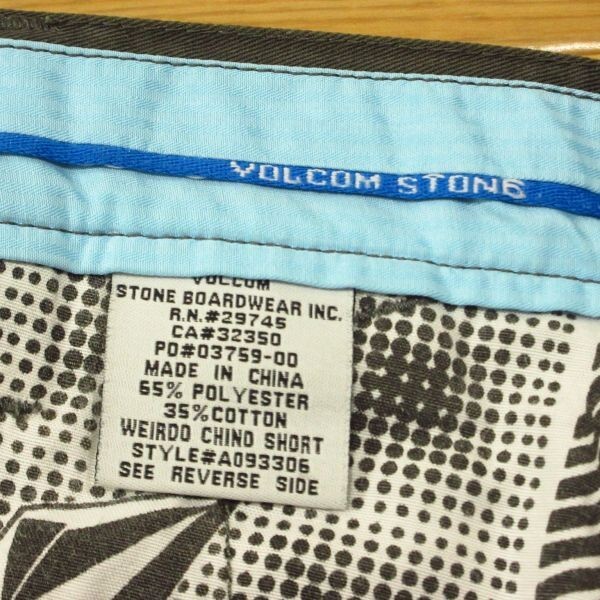 VOLCOM STONE
VOLCOM
STONE BOARDWEAR INC.
R.N.#29745
CA#32350
PO#03759-00
MADE IN CHINA
65% POLYESTER
35%COTTON
WEIRDO CHINO SHORT
STYLE#A093306
SEE REVERSE SIDE